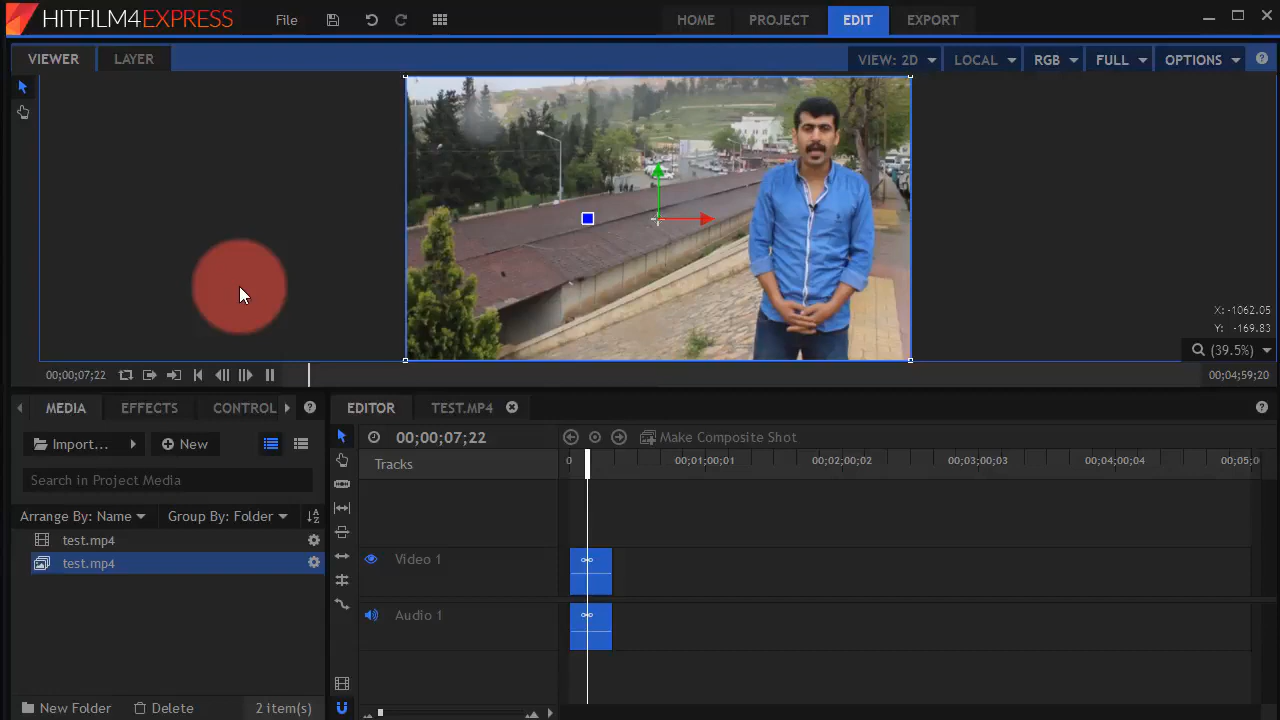 HITFILM4EXPRESS File HOME PROJECT EDIT EXPORT
VIEWER LAYER VIEW: 2D LOCAL RGB FULL OPTIONS ?
X: -1062.05
Y: -169.83
(39.5%)
00;00;07;22 00;04;59;20
MEDIA EFFECTS CONTROL ? EDITOR TEST.MP4 ?
Import... New 00;00;07;22 Make Composite Shot
Tracks 0 00;01;00;01 00;02;00;02 00;03;00;03 00;04;00;04 00;05;0
Search in Project Media
Arrange By: Name Group By: Folder
test.mp4
test.mp4
Video 1
Audio 1
New Folder Delete 2 item(s)